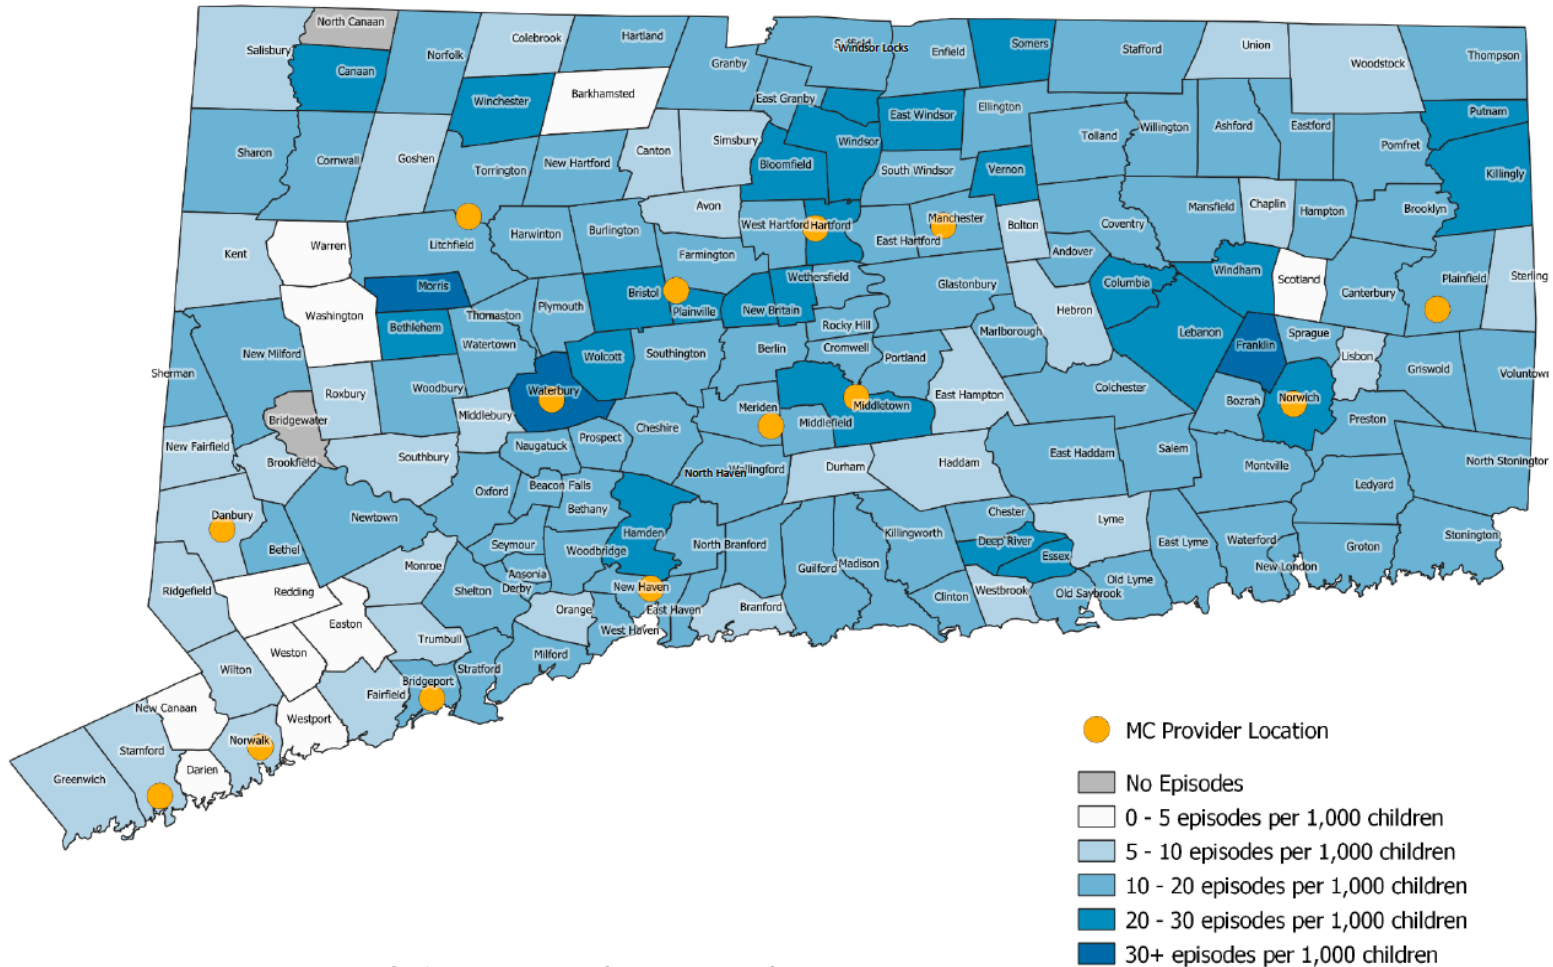 North Canaan
Salisbury
Canaan
Norfolk
Colebrook
Hartland
Granby
Suffield
Windsor Locks
Enfield
Somers
Stafford
Union
Woodstock
Thompson
Winchester
Barkhamsted
East Granby
East Windsor
Ellington
Putnam
Sharon
Cornwall
Goshen
Torrington
New Hartford
Canton
Simsbury
Bloomfield
Windsor
South Windsor
Vernon
Tolland
Willington
Ashford
Eastford
Pomfret
Killingly
Kent
Warren
Litchfield
Harwinton
Burlington
Avon
West Hartford
Hartford
East Hartford
Manchester
Bolton
Andover
Coventry
Mansfield
Chaplin
Hampton
Brooklyn
Farmington
Morris
Washington
Bethlehem
Thomaston
Plymouth
Bristol
Plainville
New Britain
Wethersfield
Glastonbury
Hebron
Columbia
Windham
Scotland
Canterbury
Plainfield
Sterling
New Milford
Sherman
Watertown
Wolcott
Southington
Berlin
Rocky Hill
Cromwell
Portland
Marlborough
Lebanon
Franklin
Sprague
Lisbon
Griswold
Voluntown
Roxbury
Woodbury
Waterbury
Middlebury
Bridgewater
Cheshire
Meriden
Middlefield
Middletown
East Hampton
Colchester
Bozrah
Norwich
Preston
New Fairfield
Brookfield
Southbury
Naugatuck
Prospect
North Haven
Wallingford
Durham
Haddam
East Haddam
Salem
Montville
North Stonington
Ledyard
Danbury
Newtown
Oxford
Beacon Falls
Bethany
Hamden
Killingworth
Chester
Deep River
Essex
Lyme
East Lyme
Waterford
Groton
Stonington
New London
Bethel
Seymour
Woodbridge
North Branford
Guilford
Madison
Ridgefield
Redding
Monroe
Shelton
Ansonia
Derby
New Haven
East Haven
Branford
Clinton
Westbrook
Old Saybrook
Old Lyme
Easton
Trumbull
Orange
West Haven
Milford
Stratford
Weston
Wilton
Fairfield
Bridgeport
New Canaan
Westport
Norwalk
Stamford
Darien
Greenwich
MC Provider Location
No Episodes
0 - 5 episodes per 1,000 children
5 - 10 episodes per 1,000 children
10 - 20 episodes per 1,000 children
20 - 30 episodes per 1,000 children
30+ episodes per 1,000 children